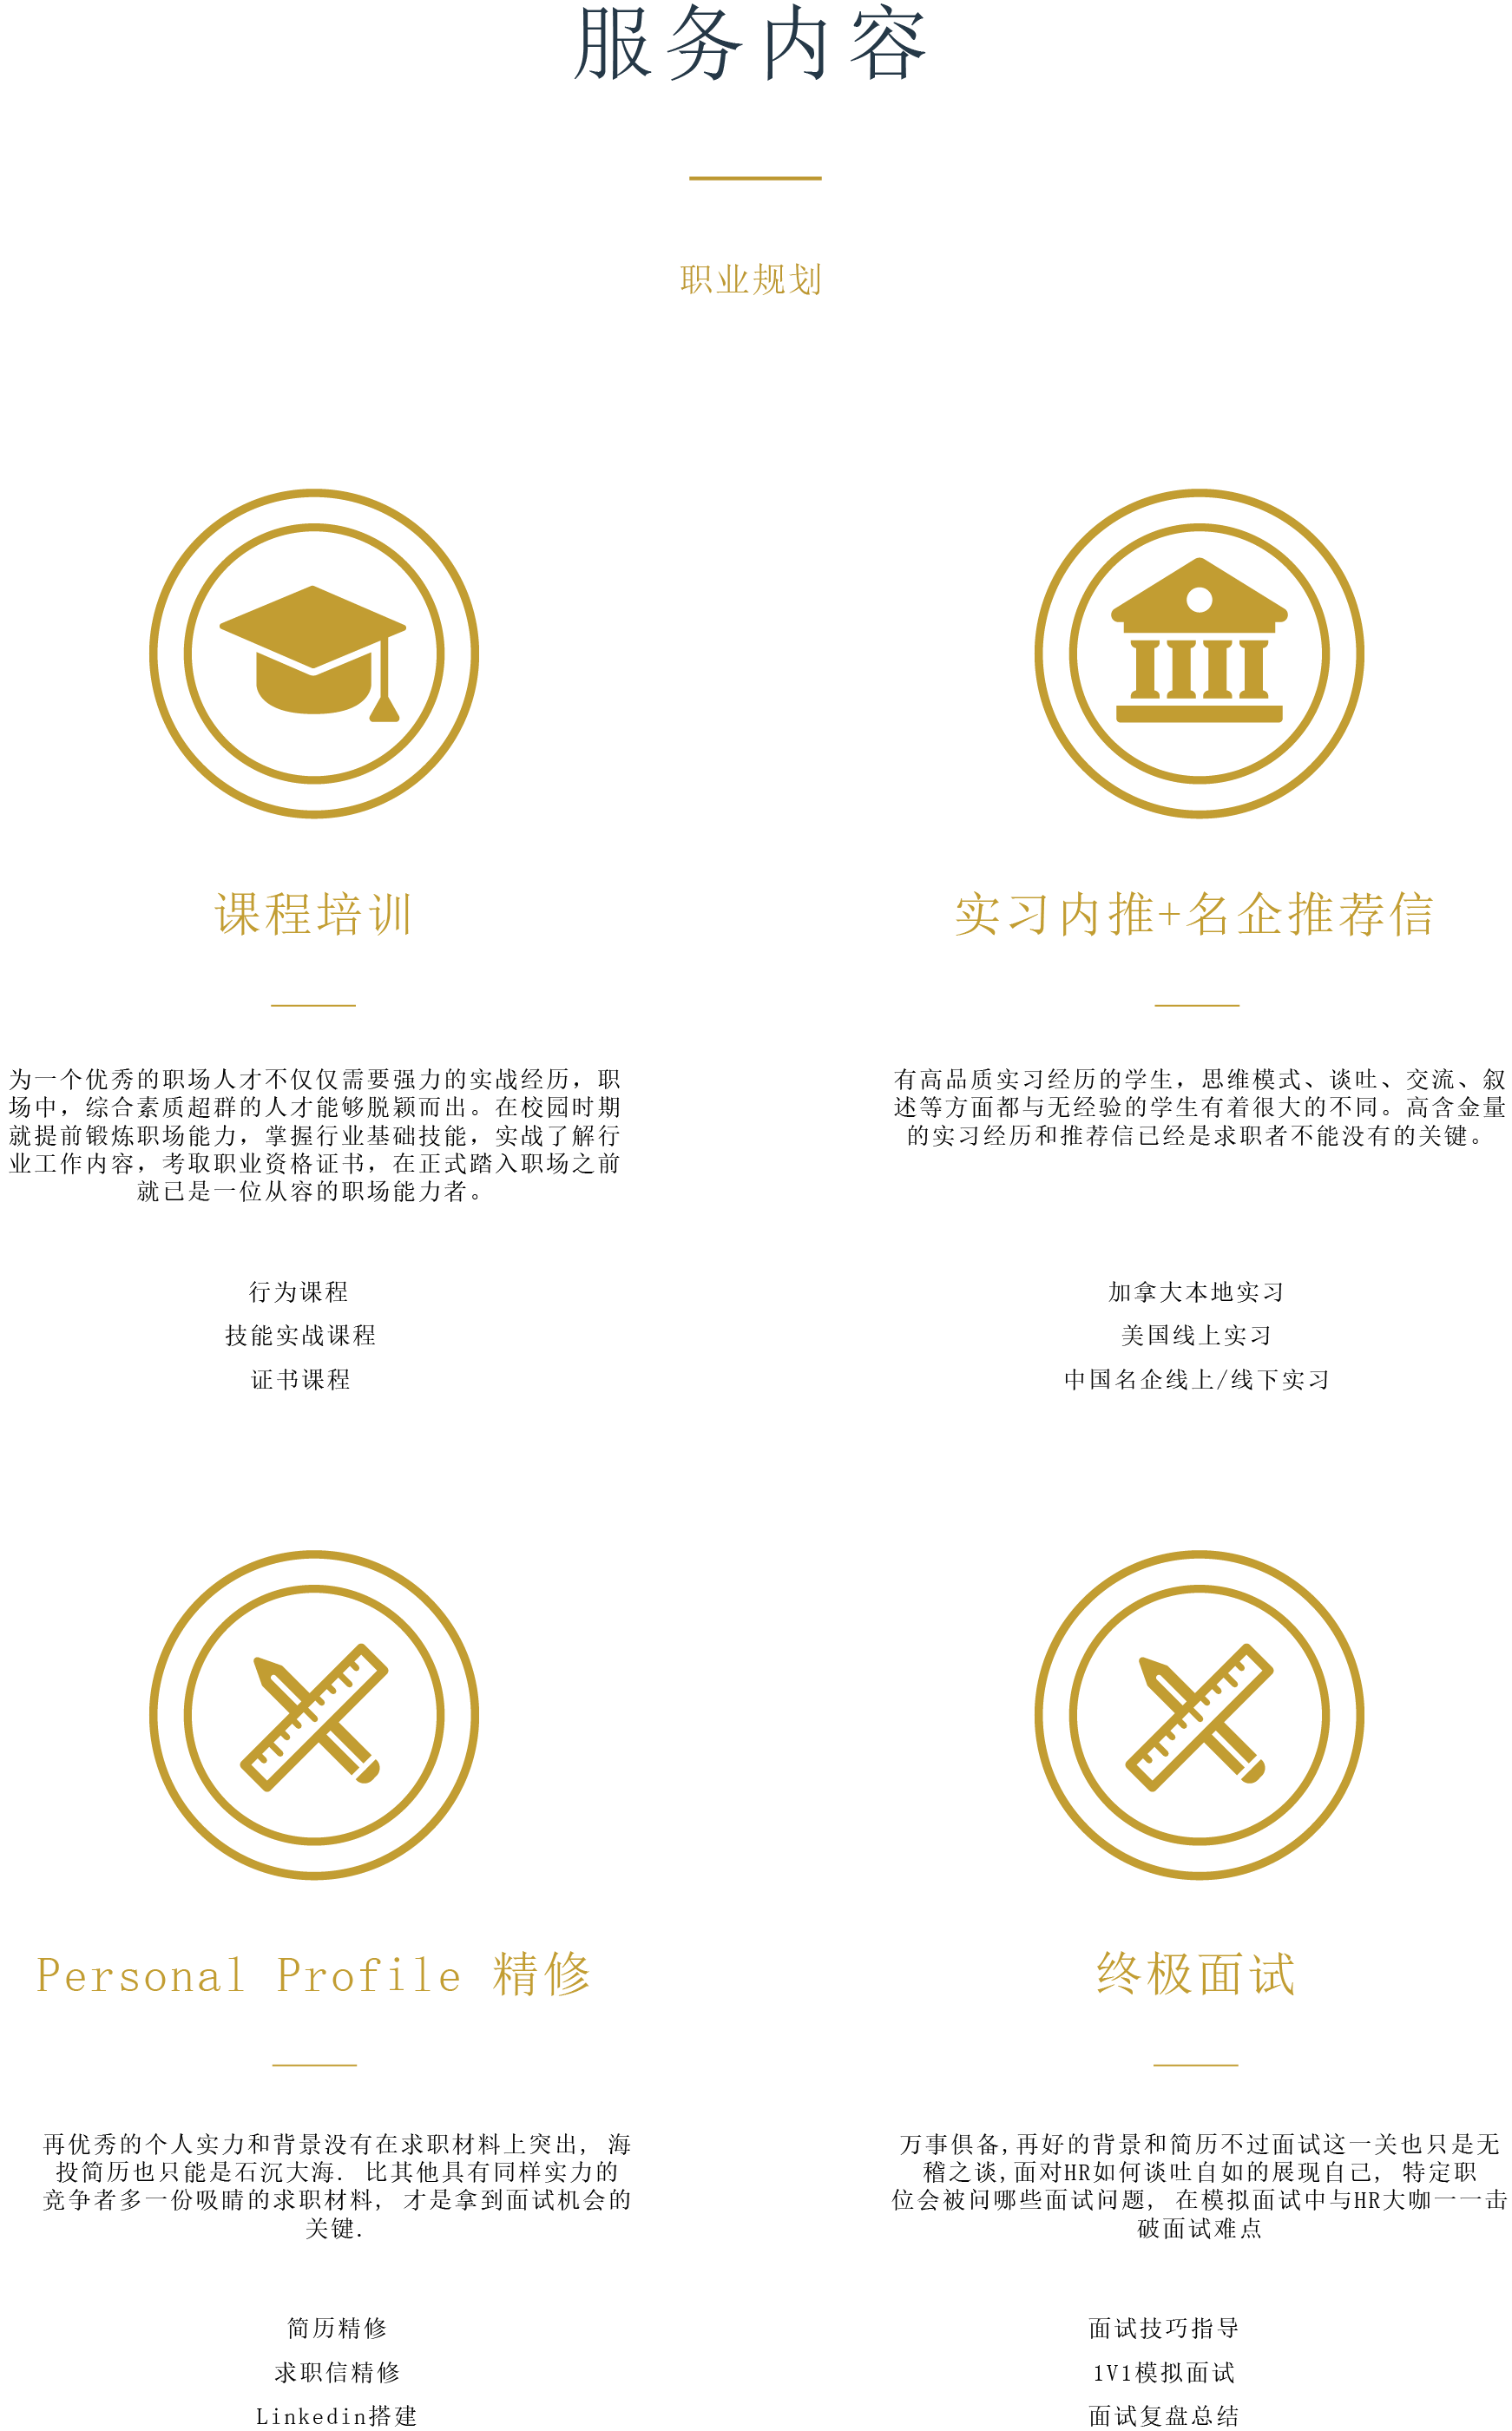 服务内容
职业规划
课程培训
为一个优秀的职场人才不仅仅需要强力的实战经历，职
场中，综合素质超群的人才能够脱颖而出。在校园时期
就提前锻炼职场能力，掌握行业基础技能，实战了解行
业工作内容，考取职业资格证书，在正式踏入职场之前
就已是一位从容的职场能力者。
行为课程
技能实战课程
证书课程
实习内推+名企推荐信
有高品质实习经历的学生，思维模式、谈吐、交流、叙
述等方面都与无经验的学生有着很大的不同。高含金量
的实习经历和推荐信已经是求职者不能没有的关键。
加拿大本地实习
美国线上实习
中国名企线上/线下实习
Personal Profile 精修
再优秀的个人实力和背景没有在求职材料上突出, 海
投简历也只能是石沉大海. 比其他具有同样实力的
竞争者多一份吸睛的求职材料, 才是拿到面试机会的
关键.
简历精修
求职信精修
Linkedin搭建
终极面试
万事俱备,再好的背景和简历不过面试这一关也只是无
稽之谈,面对HR如何谈吐自如的展现自己, 特定职
位会被问哪些面试问题, 在模拟面试中与HR大咖一一击
破面试难点
面试技巧指导
1V1模拟面试
面试复盘总结